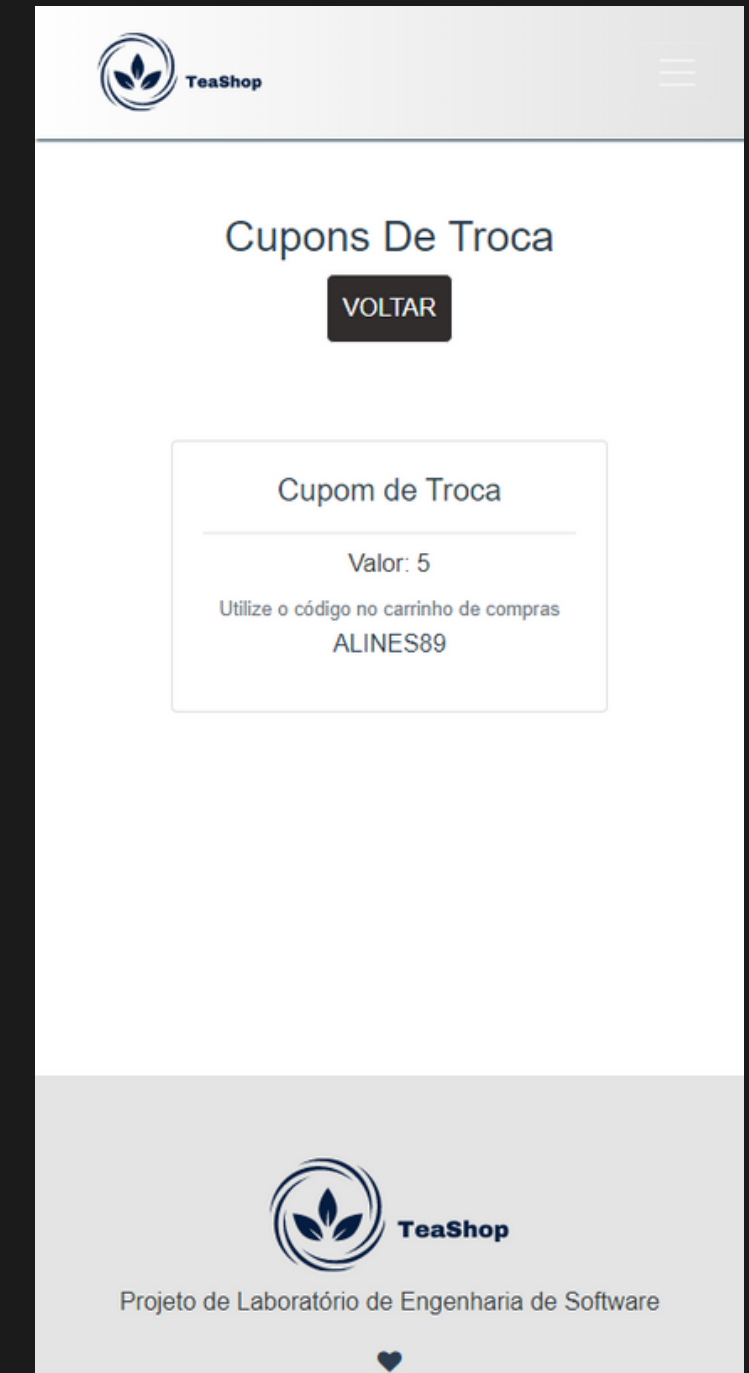 TeaShop
Cupons De Troca
VOLTAR
Cupom de Troca
Valor: 5
Utilize o código no carrinho de compras
ALINES89
TeaShop
Projeto de Laboratório de Engenharia de Software